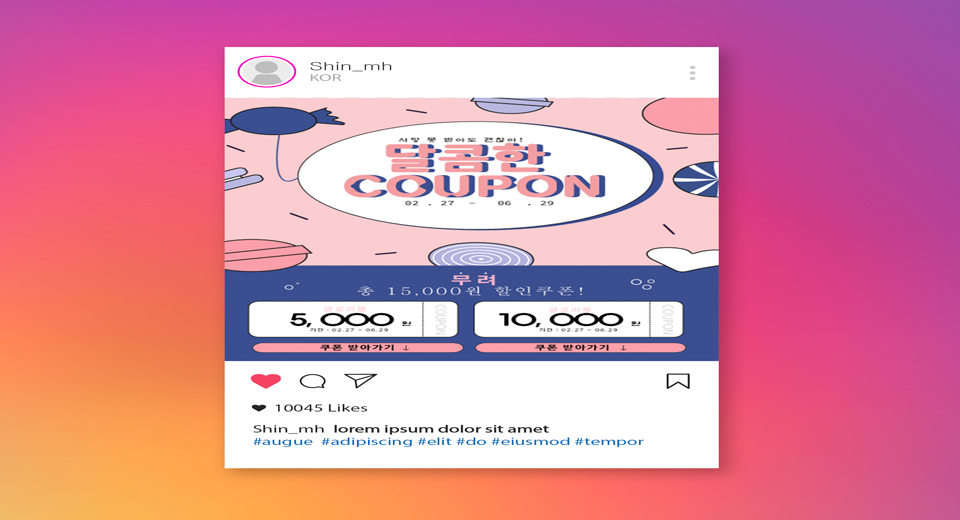 Shin_mh
KOR
사탕 못 받아도 괜찮아!
달콤한
COUPON
02 . 27 - 06 . 29
무려
총 15,000원 할인쿠폰!
5,000 원
기간 : 02.27 ~ 06.29
COUPON
10,000 원
기간 : 02.27 ~ 06.29
COUPON
쿠폰 받아가기 ↓
쿠폰 받아가기 ↓
10045 Likes
Shin_mh lorem ipsum dolor sit amet
#augue #adipiscing #elit #do #eiusmod #tempor